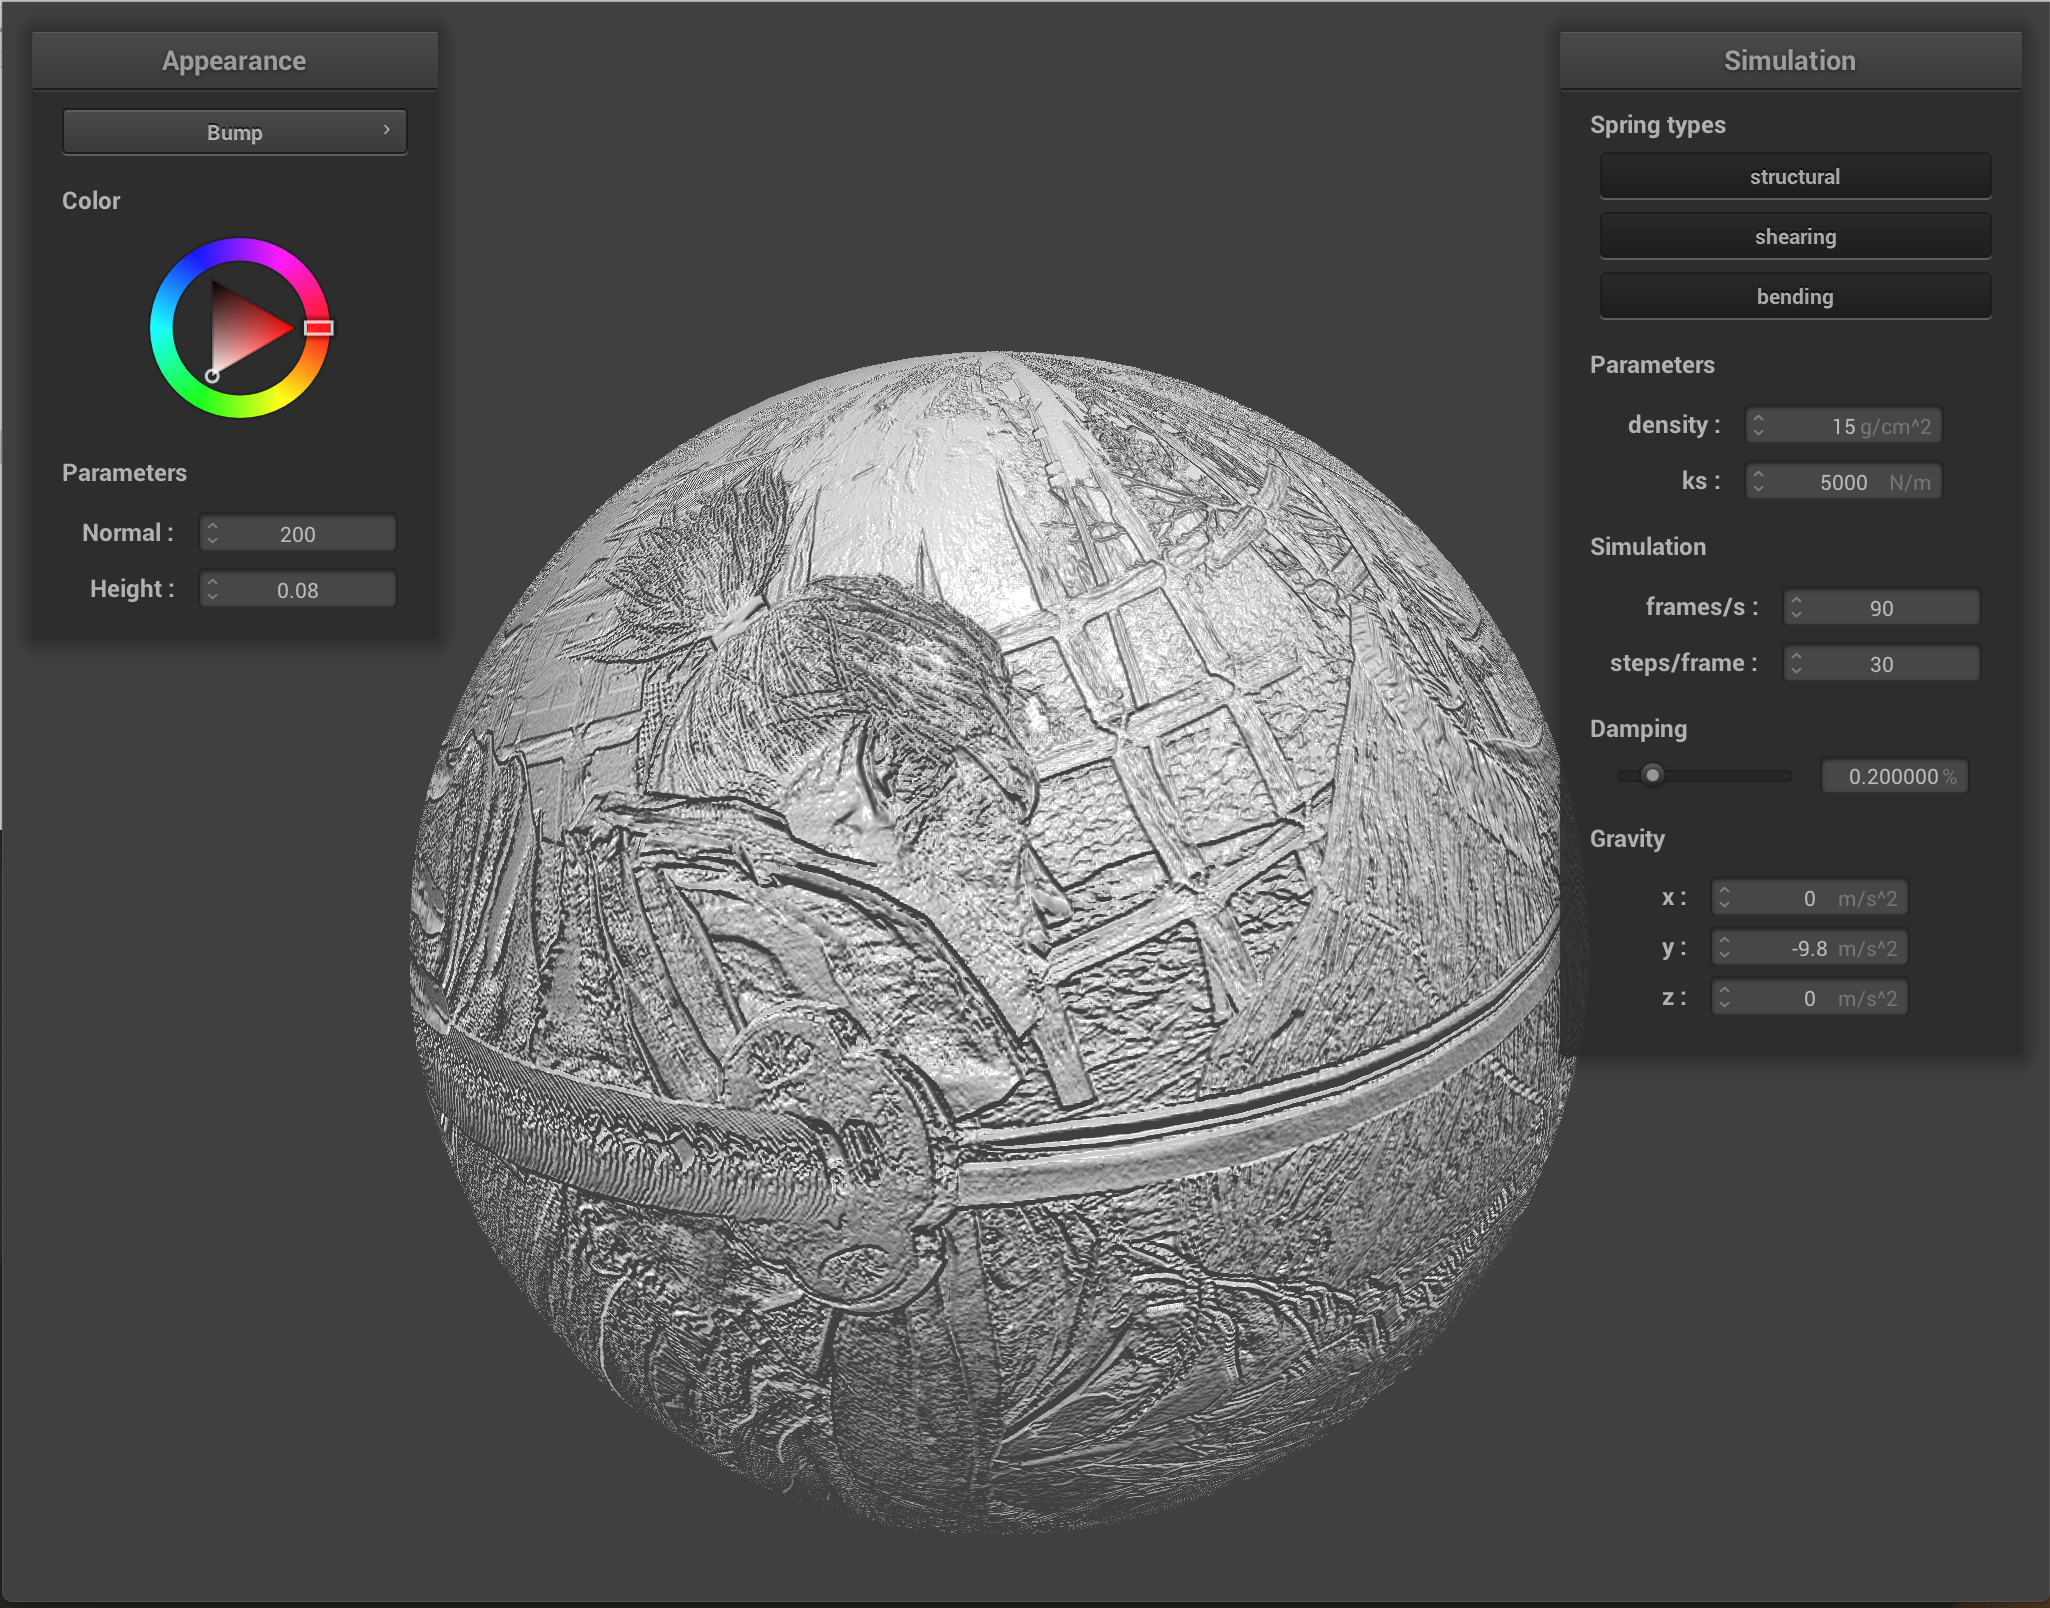 Appearance
Bump
Color
Parameters
Normal : 200
Height : 0.08
Simulation
Spring types
structural
shearing
bending
Parameters
density : 15 g/cm^2
ks : 5000 N/m
Simulation
frames/s : 90
steps/frame : 30
Damping
0.200000 %
Gravity
x : 0 m/s^2
y : -9.8 m/s^2
z : 0 m/s^2